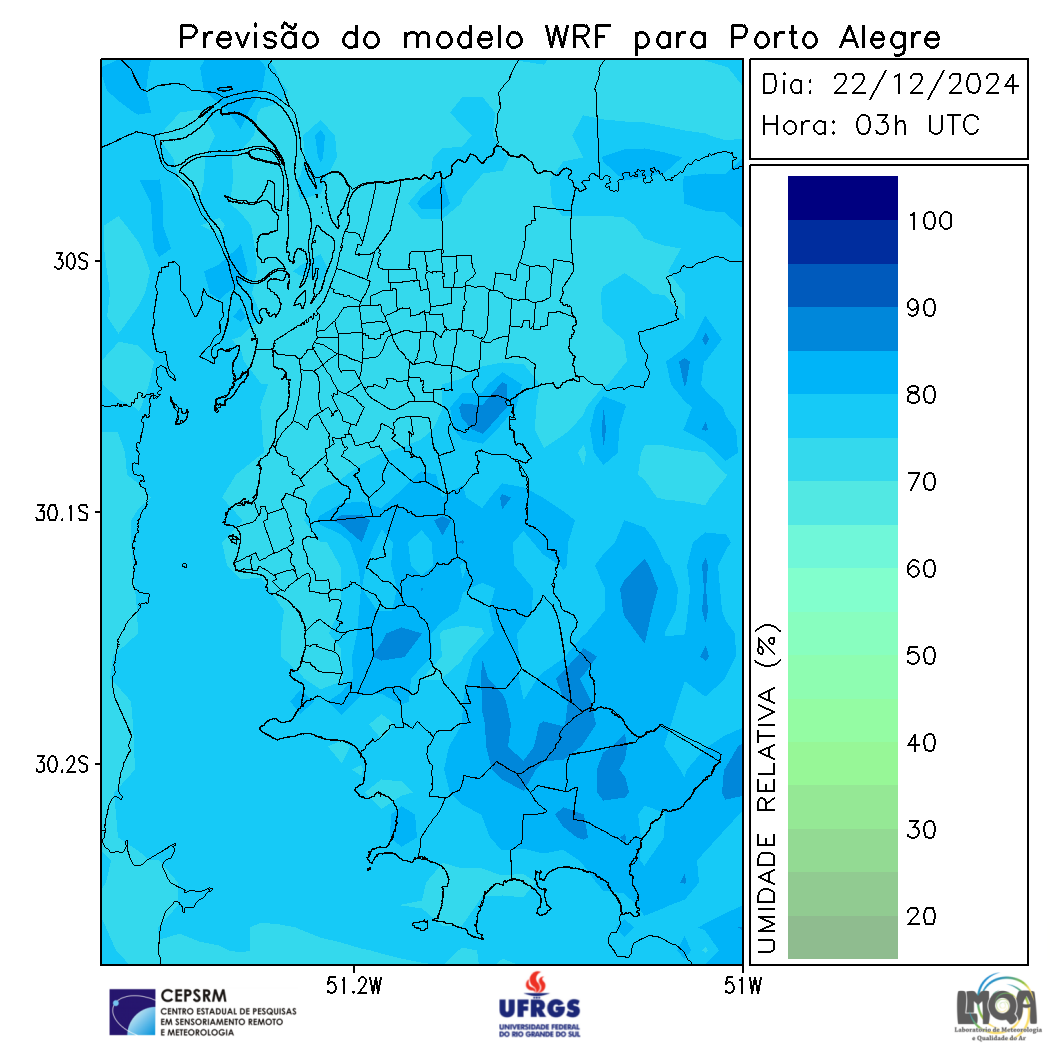 Previsão do modelo WRF para Porto Alegre
Dia: 22/12/2024
Hora: 03h UTC
30S
30.1S
30.2S
51.2W
51W
100
90
80
70
60
50
40
30
20
UMIDADE RELATIVA (%)
CEPSRM
CENTRO ESTADUAL DE PESQUISAS
EM SENSORIAMENTO REMOTO
E METEOROLOGIA
UFRGS
UNIVERSIDADE FEDERAL
DO RIO GRANDE DO SUL
LMQA
Laboratório de Meteorologia
e Qualidade do Ar